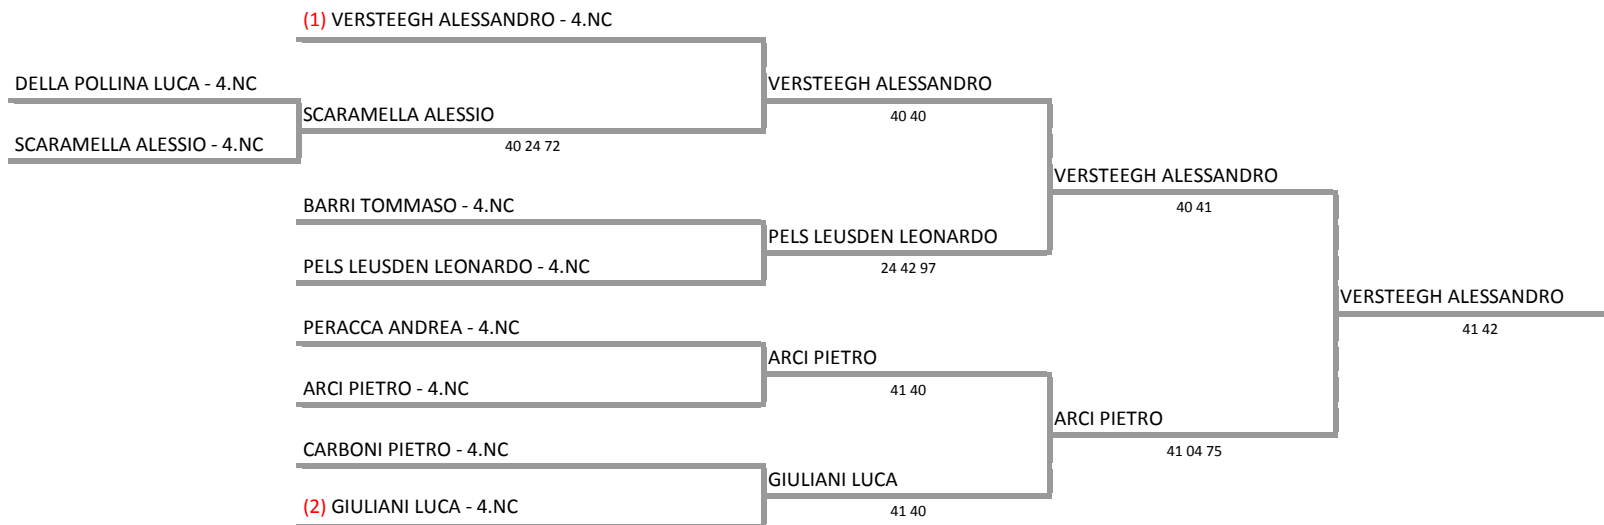 (1) VERSTEEGH ALESSANDRO - 4.NC
DELLA POLLINA LUCA - 4.NC
VERSTEEGH ALESSANDRO
SCARAMELLA ALESSIO
40 40
SCARAMELLA ALESSIO - 4.NC
40 24 72
VERSTEEGH ALESSANDRO
BARRI TOMMASO - 4.NC
40 41
PELS LEUSDEN LEONARDO
PELS LEUSDEN LEONARDO - 4.NC
24 42 97
VERSTEEGH ALESSANDRO
PERACCA ANDREA - 4.NC
41 42
ARCI PIETRO
ARCI PIETRO - 4.NC
41 40
ARCI PIETRO
CARBONI PIETRO - 4.NC
41 04 75
GIULIANI LUCA
(2) GIULIANI LUCA - 4.NC
41 40